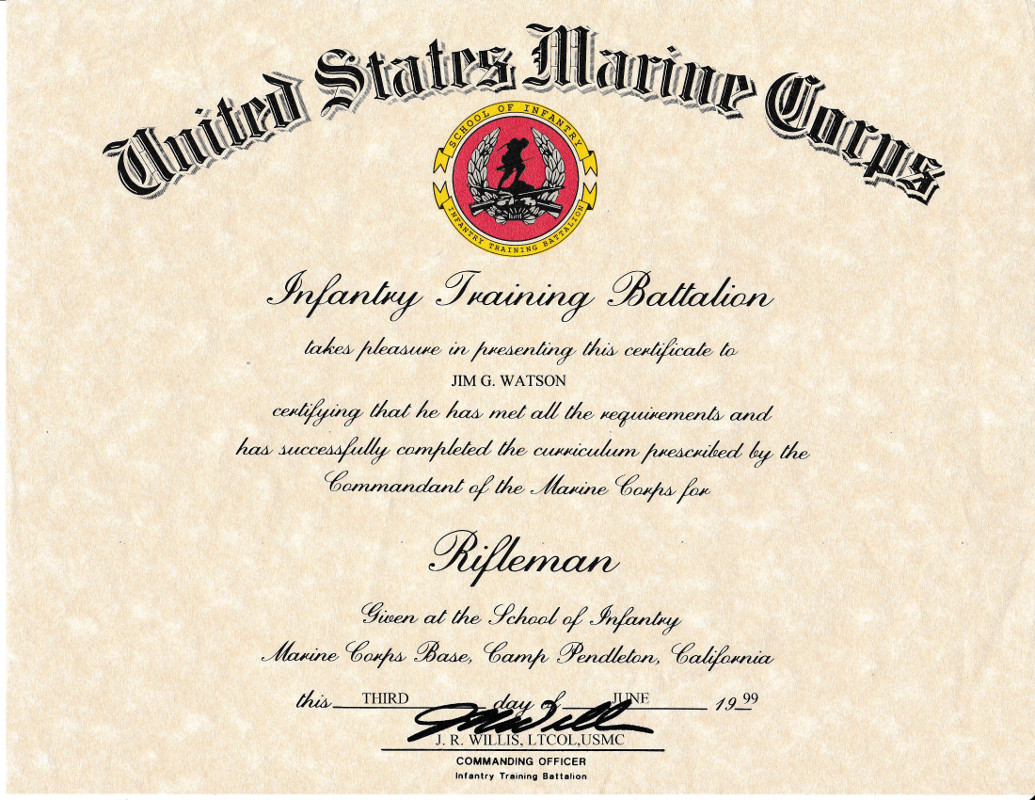 United States Marine Corps
SCHOOL OF INFANTRY
INFANTRY TRAINING BATTALION
Infantry Training Battalion
takes pleasure in presenting this certificate to
JIM G. WATSON
certifying that he has met all the requirements and
has successfully completed the curriculum prescribed by the
Commandant of the Marine Corps for
Rifleman
Given at the School of Infantry
Marine Corps Base, Camp Pendleton, California
this THIRD day of JUNE 19 99
J. R. WILLIS, LTCOL,USMC
COMMANDING OFFICER
Infantry Training Battalion